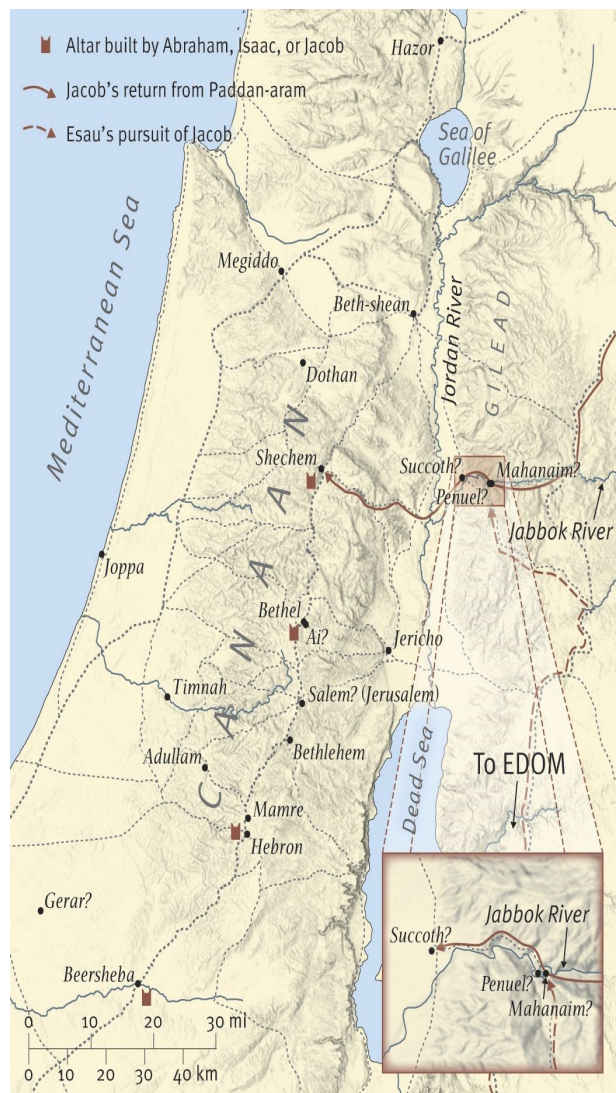 Altar built by Abraham, Isaac, or Jacob
Jacob's return from Paddan-aram
Esau's pursuit of Jacob
Hazor
Sea of
Galilee
Mediterranean Sea
Megiddo
Beth-shean
Jordan River
GILEAD
Dothan
CANAAN
Shechem
Succoth?
Mahanaim?
Penuel?
Jabbok River
Joppa
Bethel
Ai?
Jericho
Timnah
Salem? (Jerusalem)
Bethlehem
Adullam
Dead Sea
To EDOM
Mamre
Hebron
Gerar?
Beersheba
0 10 20 30 mi
0 10 20 30 40 km
Jabbok River
Succoth?
Penuel?
Mahanaim?